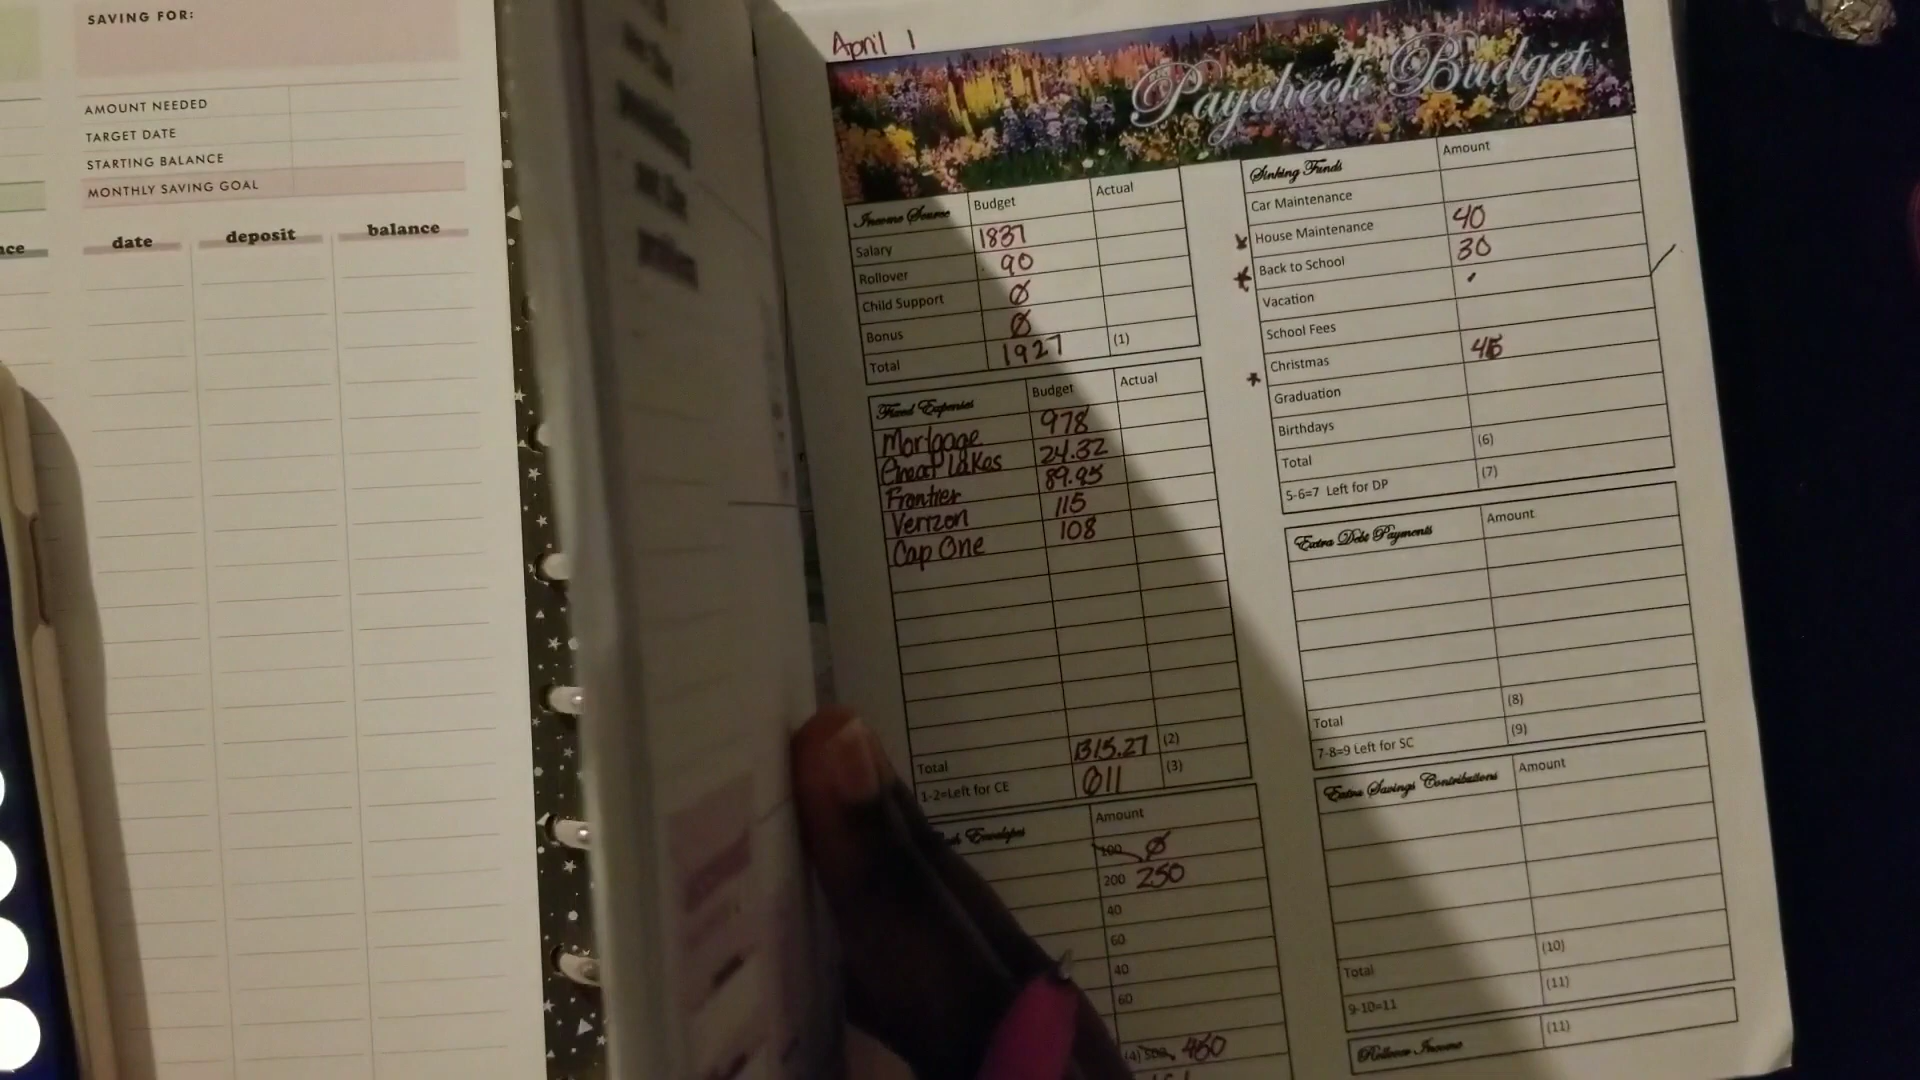 SAVING FOR:
AMOUNT NEEDED
TARGET DATE
STARTING BALANCE
MONTHLY SAVING GOAL
date deposit balance
April 1
Paycheck Budget
Income Source Budget Actual
Salary 1837
Rollover 90
Child Support Ø
Bonus Ø
Total 1927 (1)
Fixed Expenses Budget Actual
Mortgage 978
Great Lakes 24.32
Frontier 89.95
Verizon 115
Cap One 108
Total 1315.27 (2)
1-2=Left for CE 611 (3)
Envelopes Amount
100 Ø
200 250
40
60
40
60
(4) 500 450
Sinking Funds Amount
Car Maintenance
House Maintenance 40
Back to School 30
Vacation
School Fees
Christmas
Graduation
Birthdays
Total (6)
5-6=7 Left for DP (7)
Extra Debt Payments Amount
Total (8)
7-8=9 Left for SC (9)
Extra Savings Contributions Amount
Total (10)
9-10=11 (11)
Rollover Income (11)